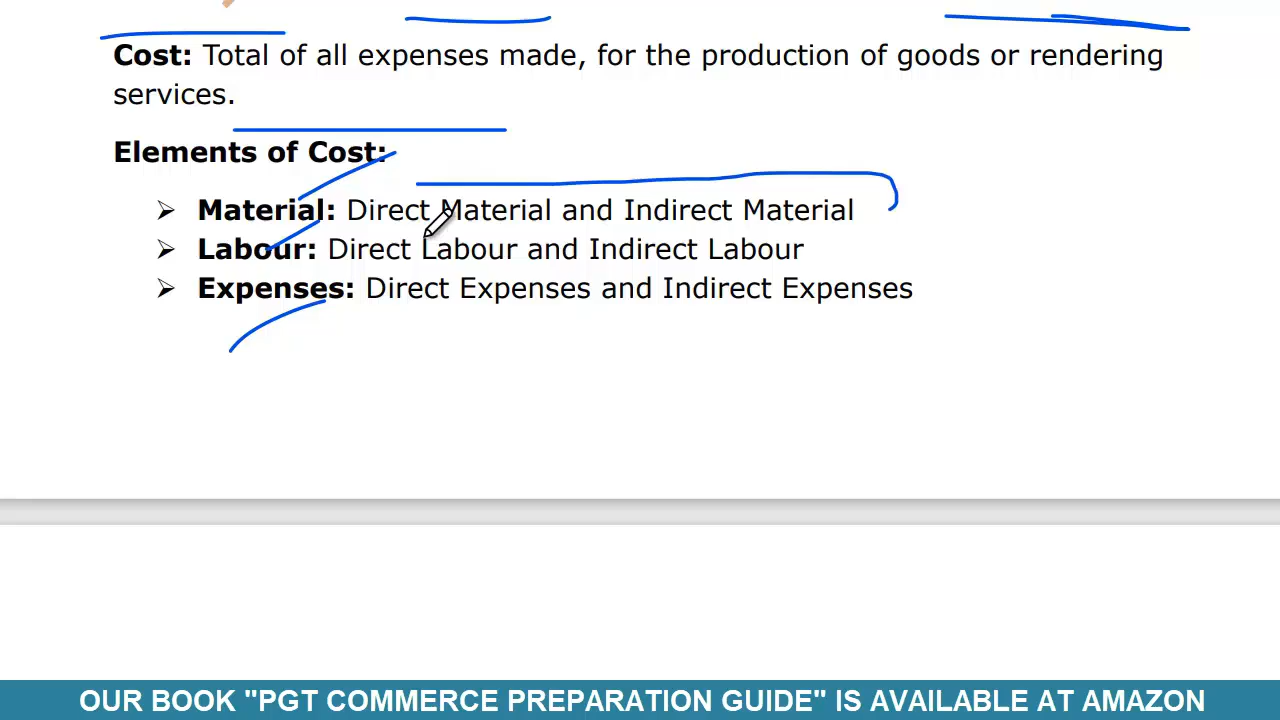 Cost: Total of all expenses made, for the production of goods or rendering
services.
Elements of Cost:
➢ Material: Direct Material and Indirect Material
➢ Labour: Direct Labour and Indirect Labour
➢ Expenses: Direct Expenses and Indirect Expenses
OUR BOOK "PGT COMMERCE PREPARATION GUIDE" IS AVAILABLE AT AMAZON